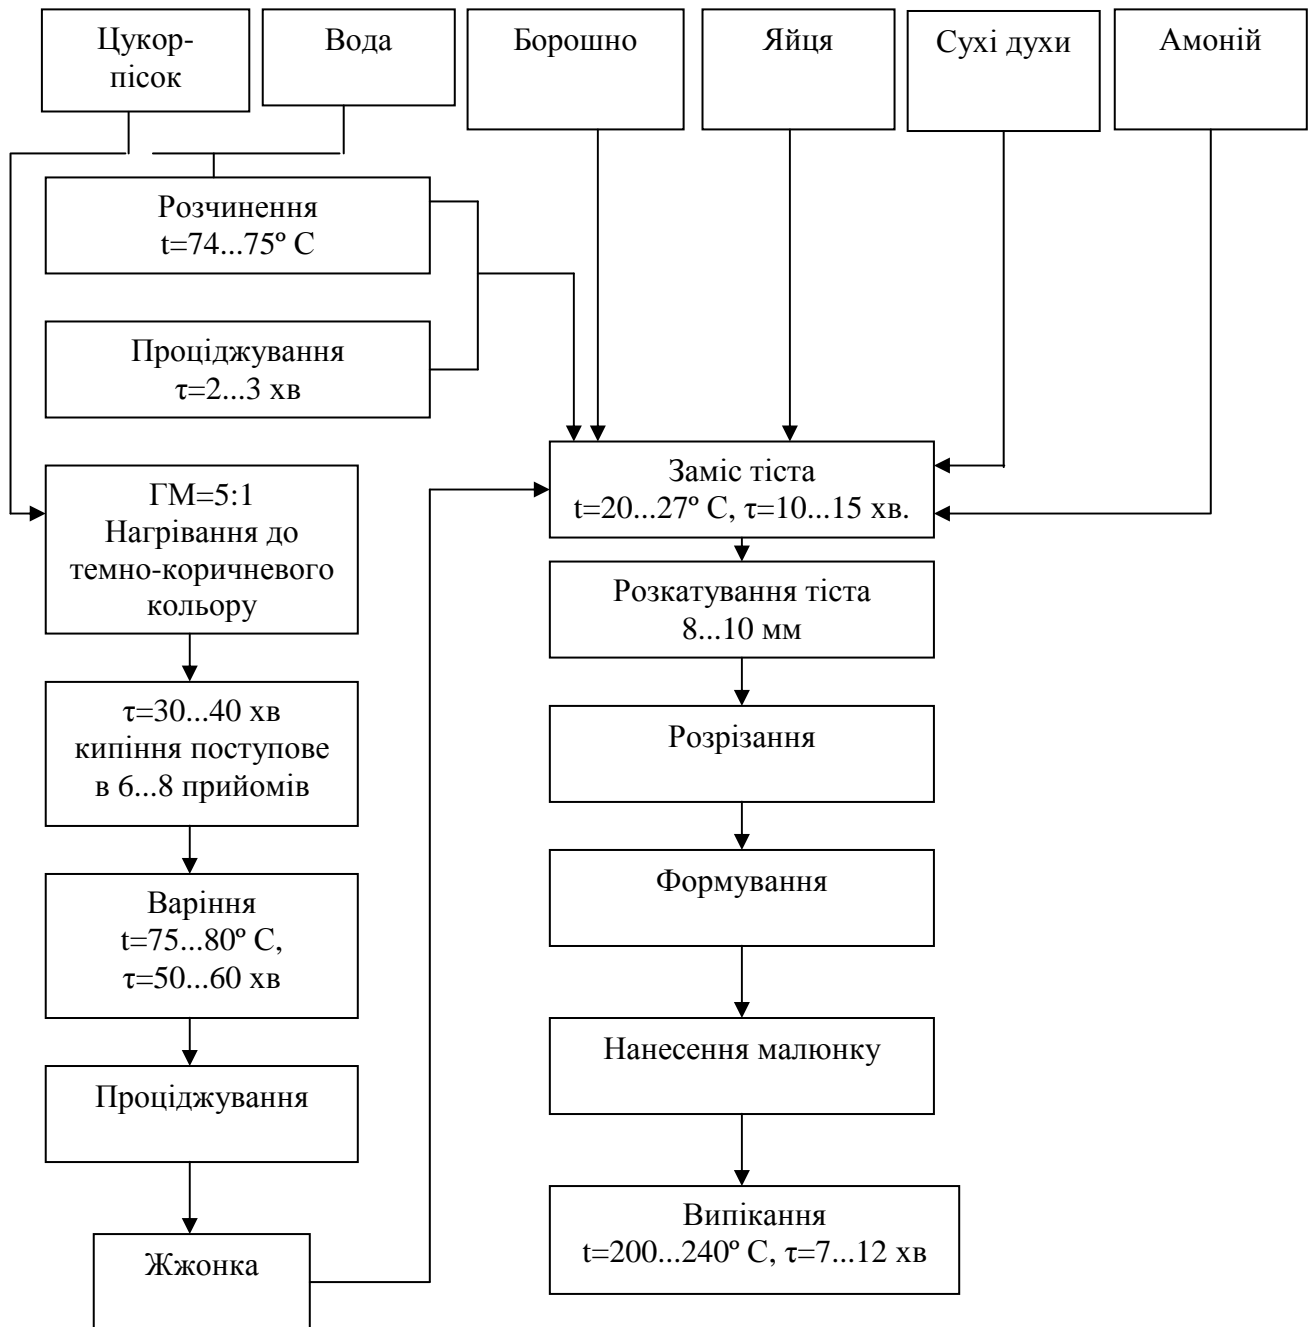 Цукор-
пісок
Вода
Борошно
Яйця
Сухі духи
Амоній
Розчинення
t=74...75º С
Проціджування
τ=2...3 хв
ГМ=5:1
Нагрівання до
темно-коричневого
кольору
τ=30...40 хв
кипіння поступове
в 6...8 прийомів
Варіння
t=75...80º С,
τ=50...60 хв
Проціджування
Жжонка
Заміс тіста
t=20...27º С, τ=10...15 хв.
Розкатування тіста
8...10 мм
Розрізання
Формування
Нанесення малюнку
Випікання
t=200...240º С, τ=7...12 хв